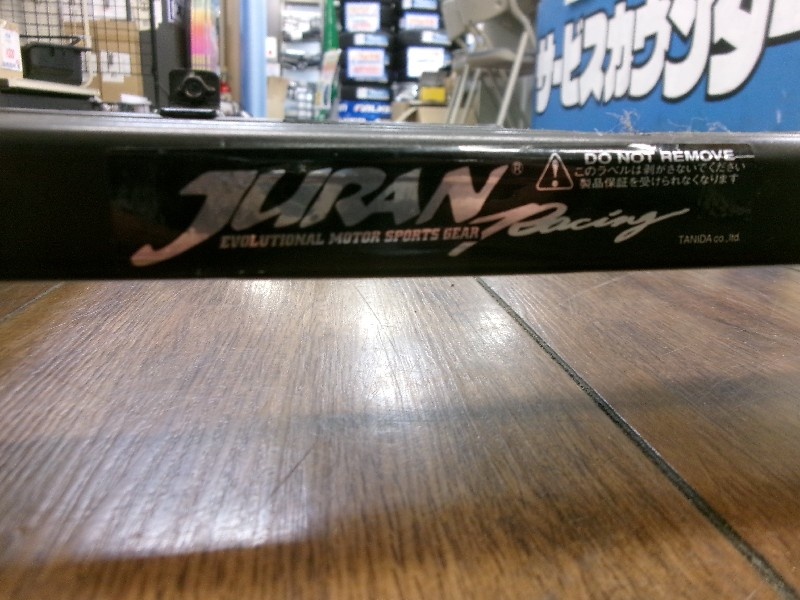 サービスカウンター
JURAN® Racing
EVOLUTIONAL MOTOR SPORTS GEAR
DO NOT REMOVE
このラベルは剥がさないでください
製品保証を受けられなくなります
TANIDA co.,ltd.